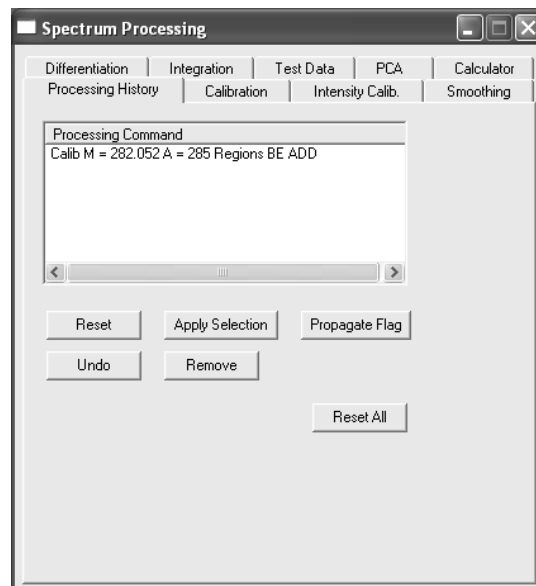 Spectrum Processing
Differentiation Integration Test Data PCA Calculator
Processing History Calibration Intensity Calib. Smoothing
Processing Command
Calib M = 282.052 A = 285 Regions BE ADD
Reset Apply Selection Propagate Flag
Undo Remove
Reset All